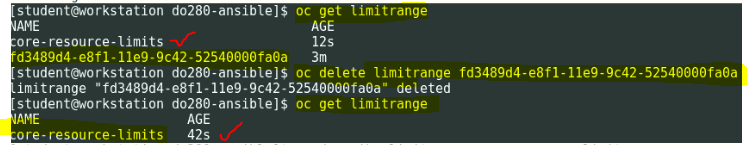 [student@workstation do280-ansible]$ oc get limitrange
NAME AGE
core-resource-limits 12s
fd3489d4-e8f1-11e9-9c42-52540000fa0a 3m
[student@workstation do280-ansible]$ oc delete limitrange fd3489d4-e8f1-11e9-9c42-52540000fa0a
limitrange "fd3489d4-e8f1-11e9-9c42-52540000fa0a" deleted
[student@workstation do280-ansible]$ oc get limitrange
NAME AGE
core-resource-limits 42s